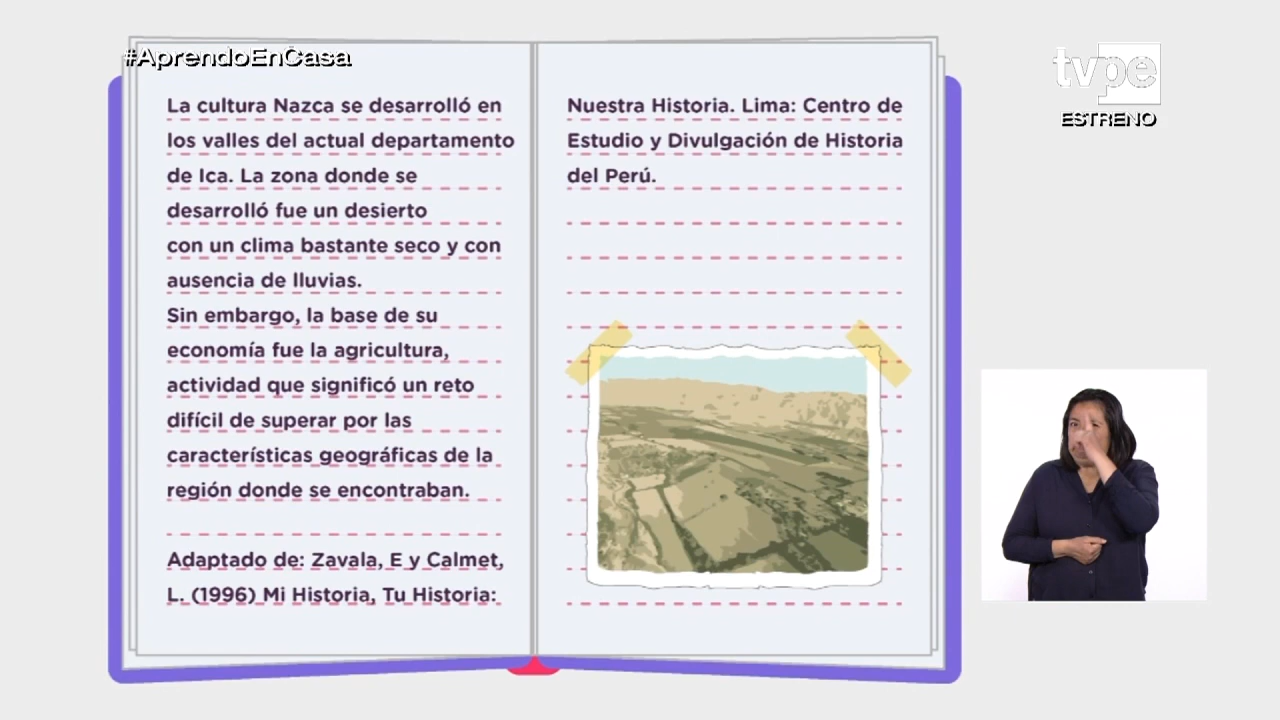 #AprendoEnCasa
La cultura Nazca se desarrolló en
los valles del actual departamento
de Ica. La zona donde se
desarrolló fue un desierto
con un clima bastante seco y con
ausencia de lluvias.
Sin embargo, la base de su
economía fue la agricultura,
actividad que significó un reto
difícil de superar por las
características geográficas de la
región donde se encontraban.
Adaptado de: Zavala, E y Calmet,
L. (1996) Mi Historia, Tu Historia:
Nuestra Historia. Lima: Centro de
Estudio y Divulgación de Historia
del Perú.
tvpe
ESTRENO